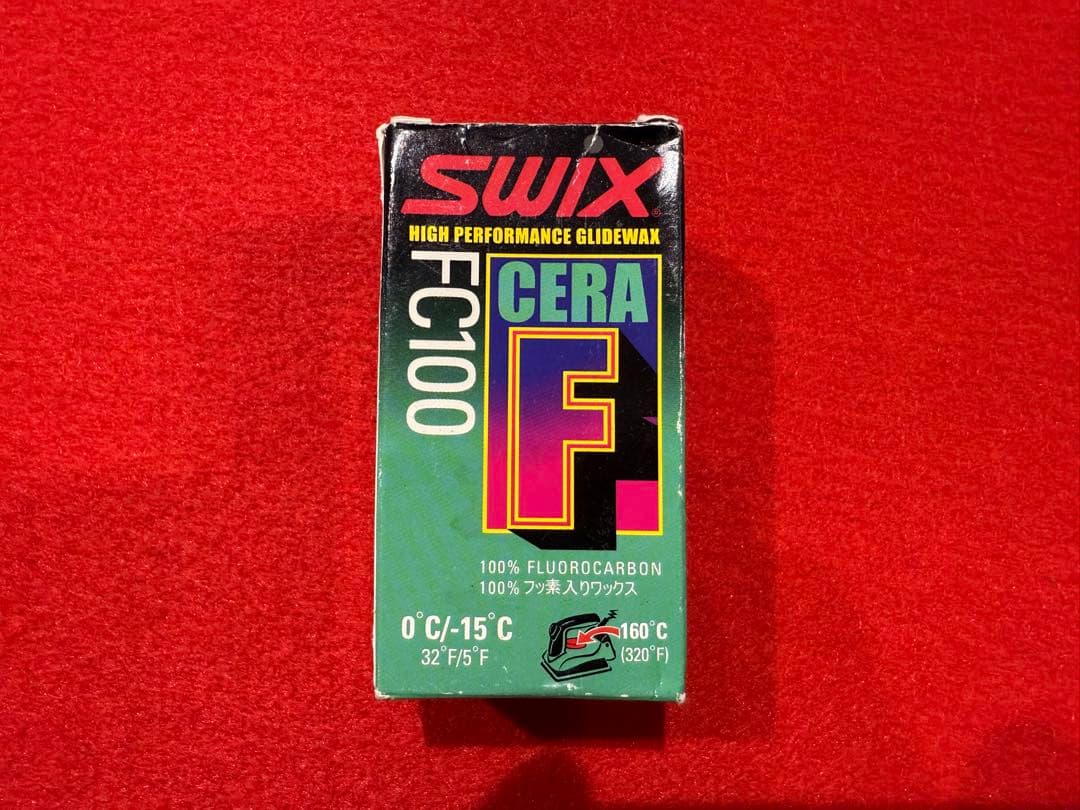 SWIX®
HIGH PERFORMANCE GLIDEWAX
FC100
CERA
F
100% FLUOROCARBON
100% フッ素入りワックス
0°C/-15°C
32°F/5°F
160°C
(320°F)